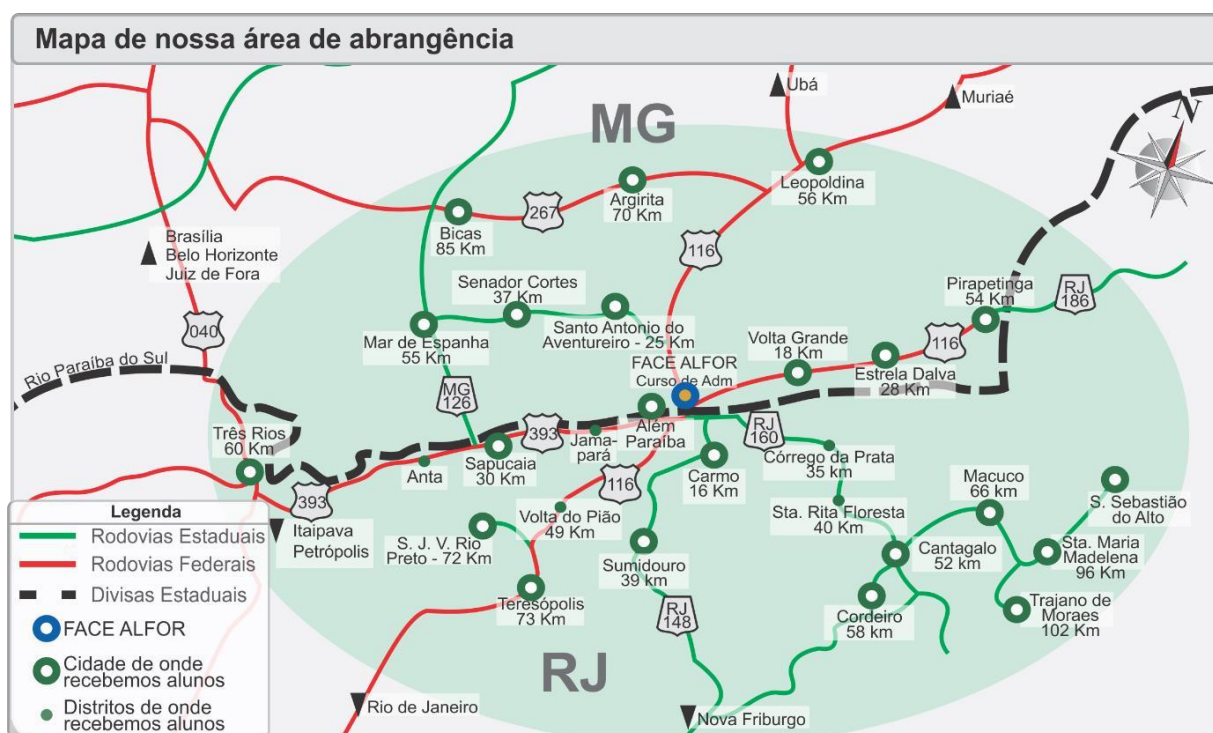 Mapa de nossa área de abrangência
MG
Ubá
Muriaé
N
Leopoldina
56 Km
Argirita
70 Km
267
Bicas
85 Km
116
Brasília
Belo Horizonte
Juiz de Fora
040
Senador Cortes
37 Km
Pirapetinga
54 Km
RJ
186
Mar de Espanha
55 Km
Santo Antonio do
Aventureiro - 25 Km
Volta Grande
18 Km
116
Estrela Dalva
28 Km
FACE ALFOR
Curso de Adm
Rio Paraíba do Sul
MG
126
Três Rios
60 Km
Anta
Sapucaia
30 Km
393
Jama-
pará
Além
Paraíba
RJ
160
Córrego da Prata
35 km
Carmo
16 Km
116
Macuco
66 km
S. Sebastião
do Alto
393
Itaipava
Petrópolis
Volta do Pião
49 Km
S. J. V. Rio
Preto - 72 Km
Sta. Rita Floresta
40 Km
Cantagalo
52 km
Sta. Maria
Madelena
96 Km
Sumidouro
39 km
Teresópolis
73 Km
RJ
148
Cordeiro
58 km
Trajano de
Moraes
102 Km
RJ
Rio de Janeiro
Nova Friburgo
Legenda
Rodovias Estaduais
Rodovias Federais
Divisas Estaduais
FACE ALFOR
Cidade de onde
recebemos alunos
Distritos de onde
recebemos alunos